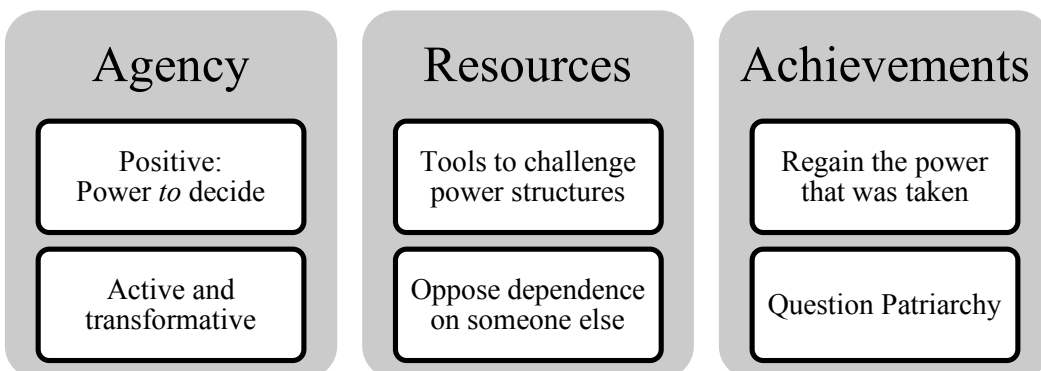 Agency
Positive:
Power to decide
Active and
transformative
Resources
Tools to challenge
power structures
Oppose dependence
on someone else
Achievements
Regain the power
that was taken
Question Patriarchy